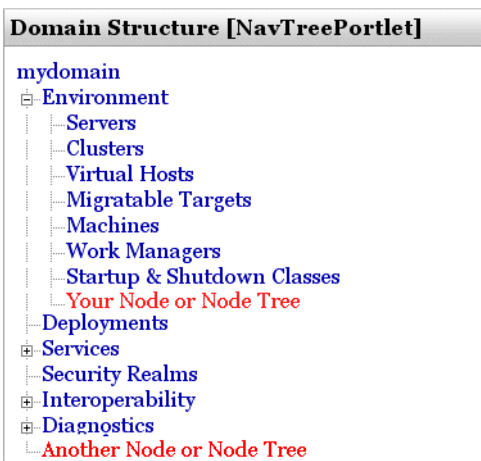 Domain Structure [NavTreePortlet]
mydomain
Environment
Servers
Clusters
Virtual Hosts
Migratable Targets
Machines
Work Managers
Startup & Shutdown Classes
Your Node or Node Tree
Deployments
Services
Security Realms
Interoperability
Diagnostics
Another Node or Node Tree